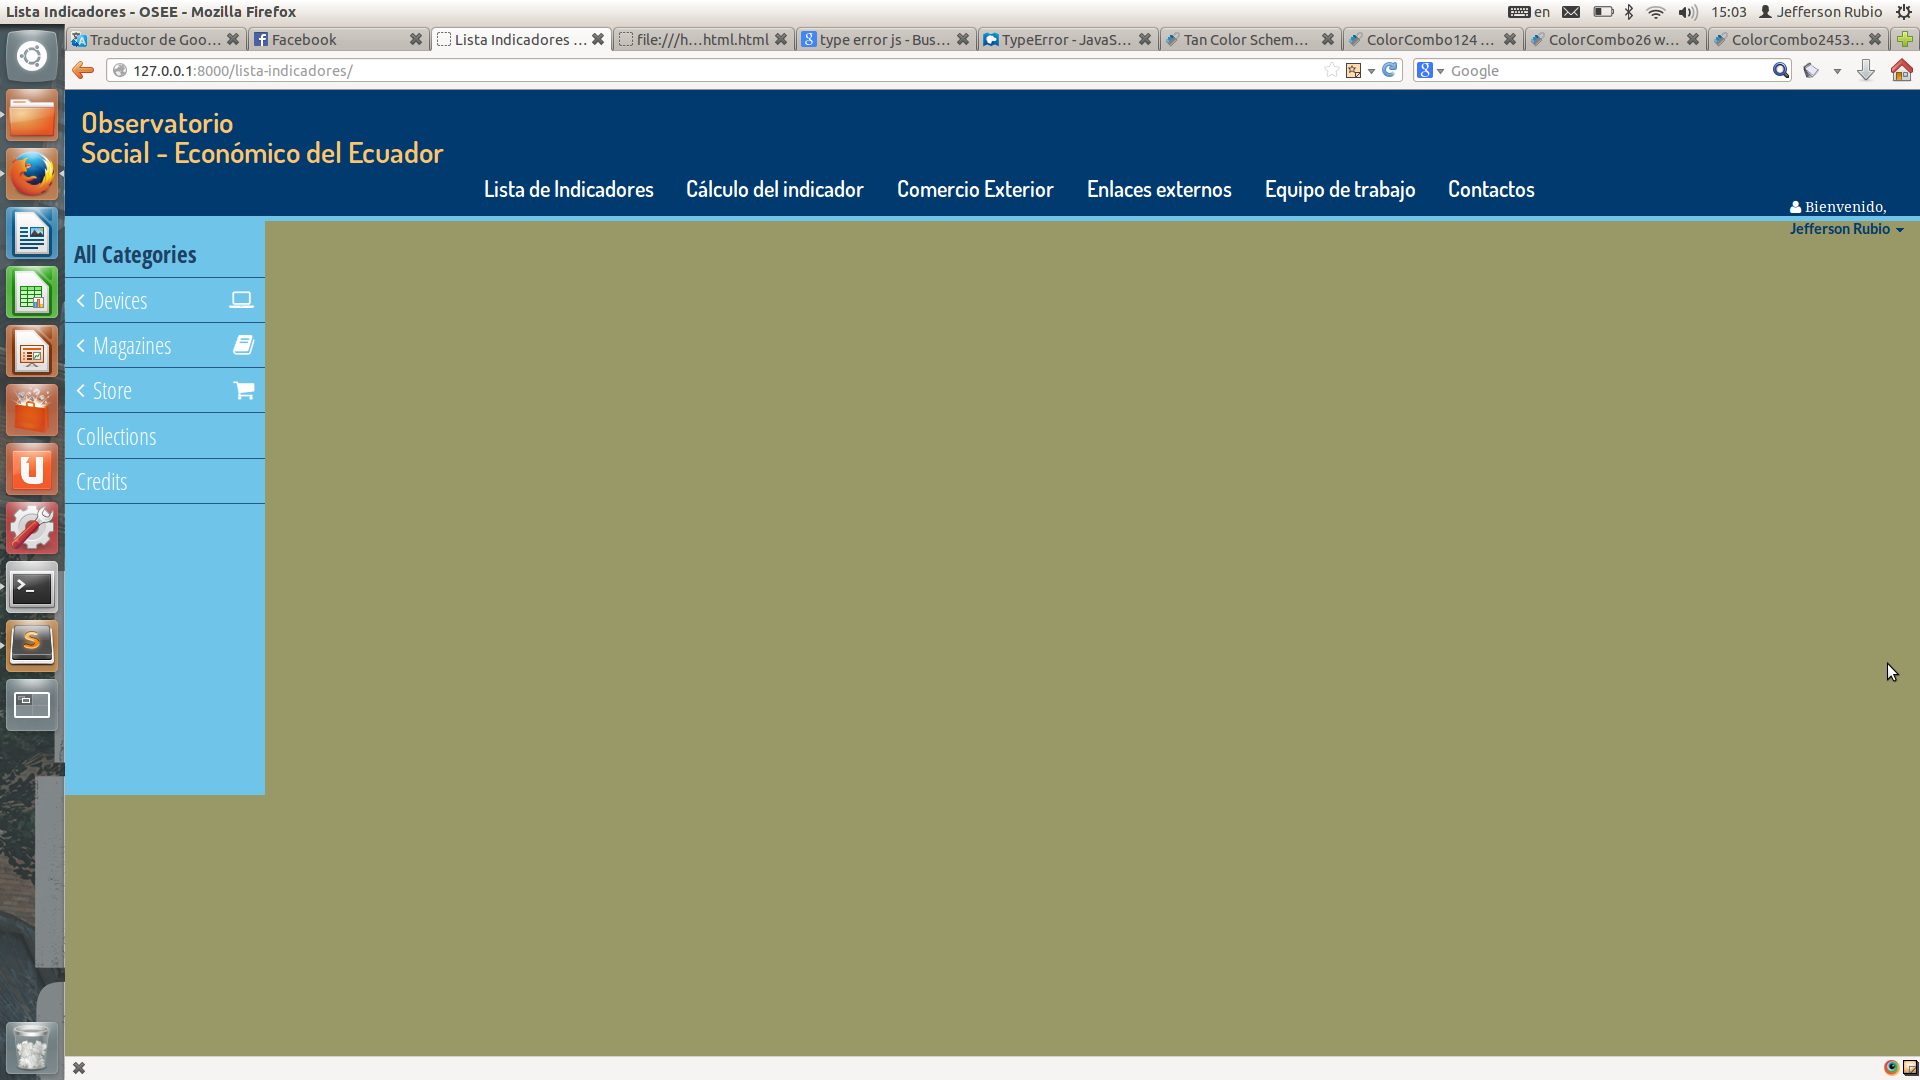 Lista Indicadores - OSEE - Mozilla Firefox
en
15:03
Jefferson Rubio
Traductor de Goo...
Facebook
Lista Indicadores ...
file:///h...html.html
type error js - Bus...
TypeError - JavaS...
Tan Color Schem...
ColorCombo124 ...
ColorCombo26 w...
ColorCombo2453...
127.0.0.1:8000/lista-indicadores/
8
Google
Observatorio
Social - Económico del Ecuador
Lista de Indicadores
Cálculo del indicador
Comercio Exterior
Enlaces externos
Equipo de trabajo
Contactos
Bienvenido,
Jefferson Rubio
All Categories
Devices
Magazines
Store
Collections
Credits